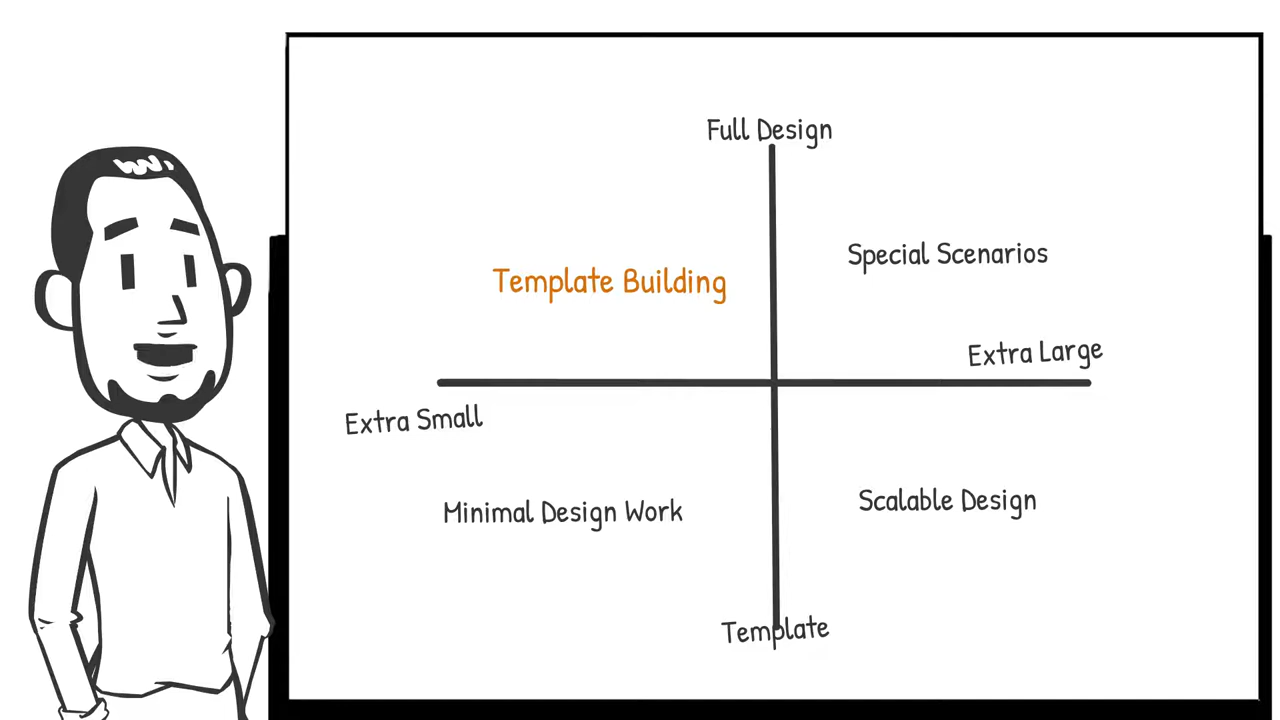 Full Design
Special Scenarios
Template Building
Extra Large
Extra Small
Scalable Design
Minimal Design Work
Template